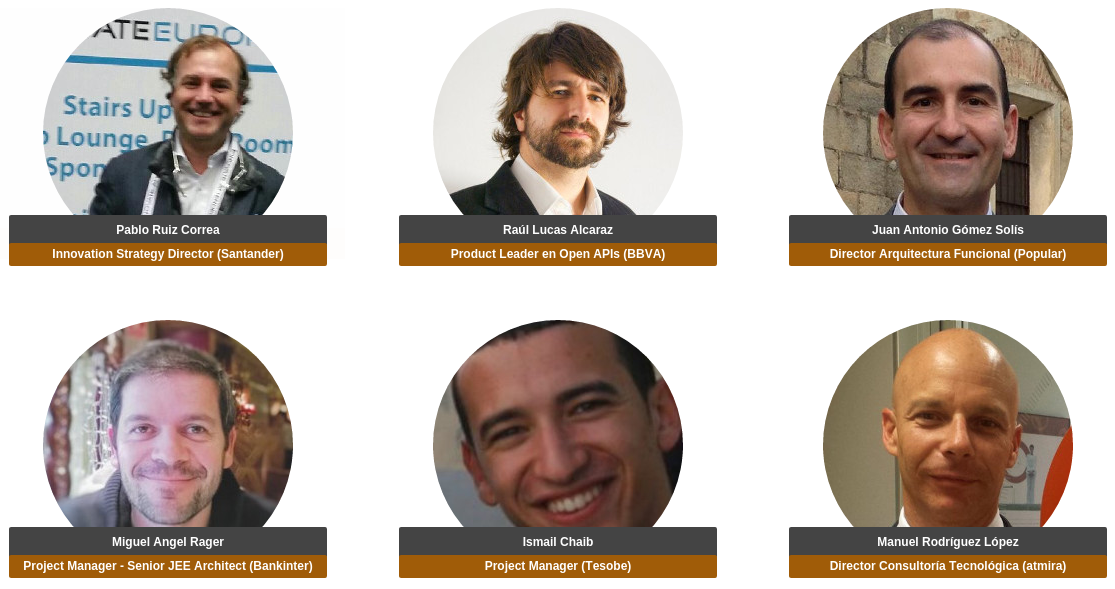 ATEEURO
Stairs Up
Lounge,
Room
Spon
Pablo Ruiz Correa
Innovation Strategy Director (Santander)
Raúl Lucas Alcaraz
Product Leader en Open APIs (BBVA)
Juan Antonio Gómez Solís
Director Arquitectura Funcional (Popular)
Miguel Angel Rager
Project Manager - Senior JEE Architect (Bankinter)
Ismail Chaib
Project Manager (Tesobe)
Manuel Rodríguez López
Director Consultoría Tecnológica (atmira)